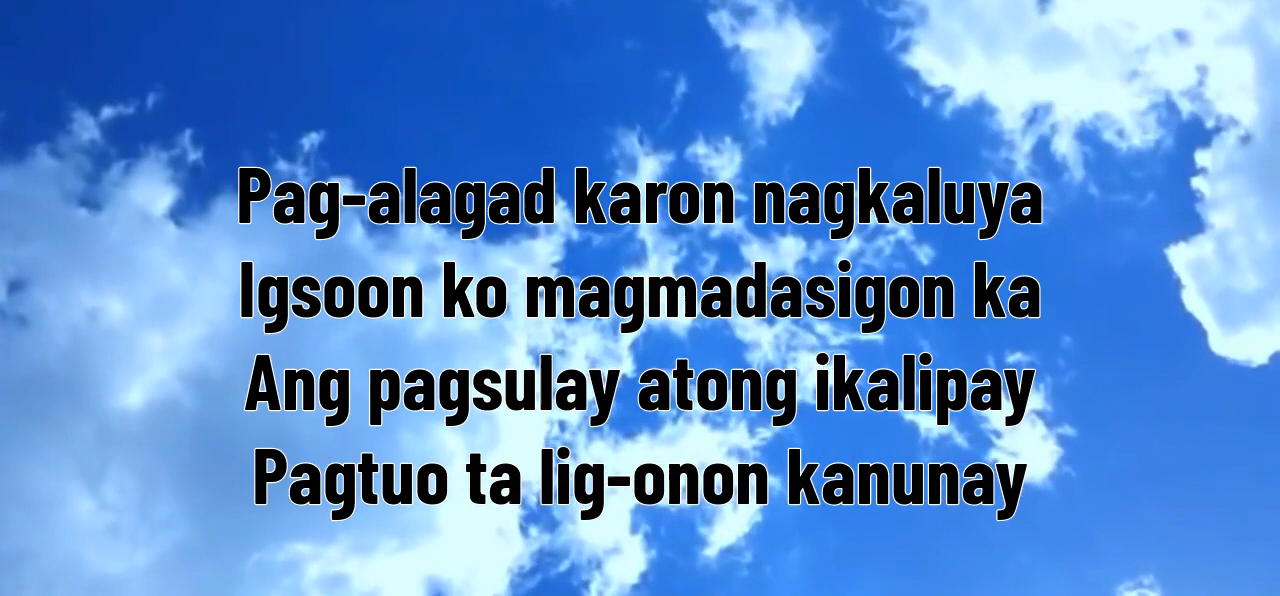 Pag-alagad karon nagkaluya
Igsoon ko magmadasigon ka
Ang pagsulay atong ikalipay
Pagtuo ta lig-onon kanunay